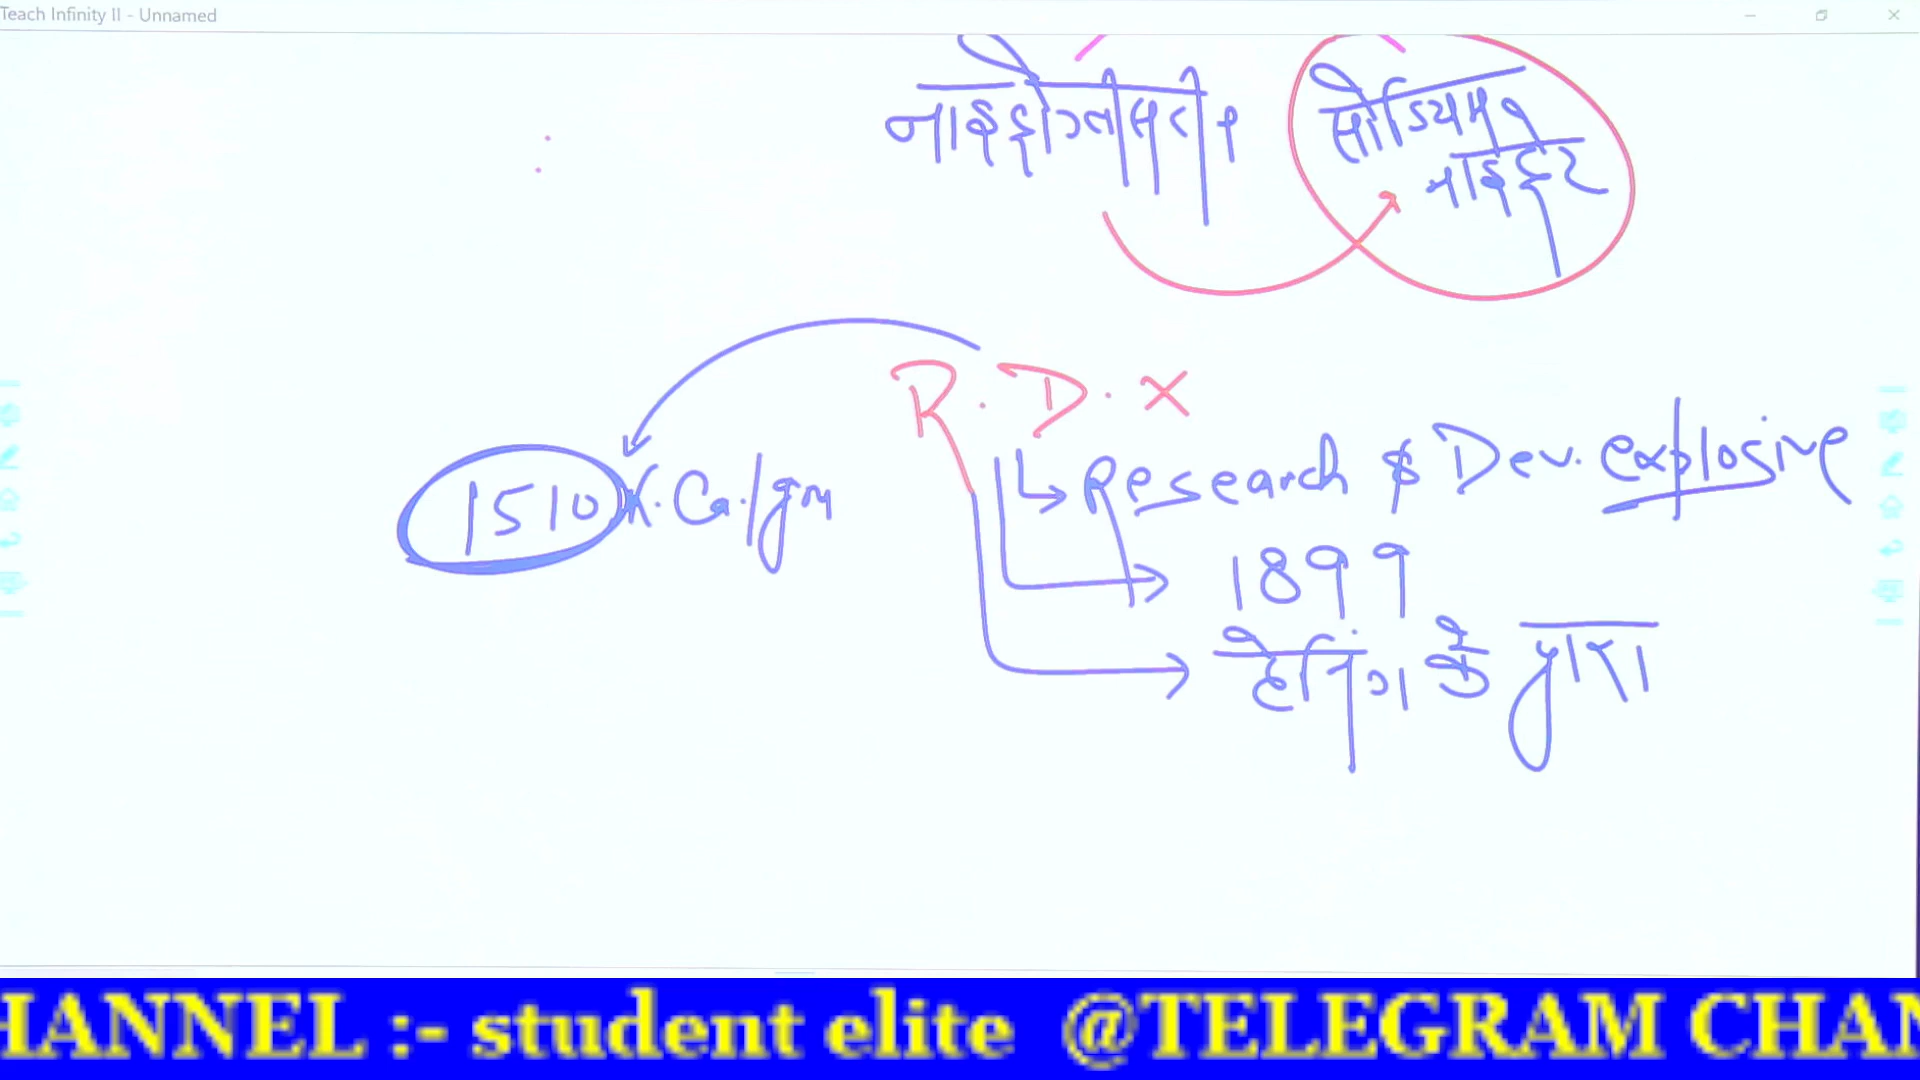 Teach Infinity II - Unnamed
नाइट्रोग्लीसरीन
सोडियम
नाइट्रेट
R.D.X
Research & Dev. explosive
1510 K.Ca./gm
1899
हैनिंग के द्वारा
HANNEL :- student elite @TELEGRAM CHAN